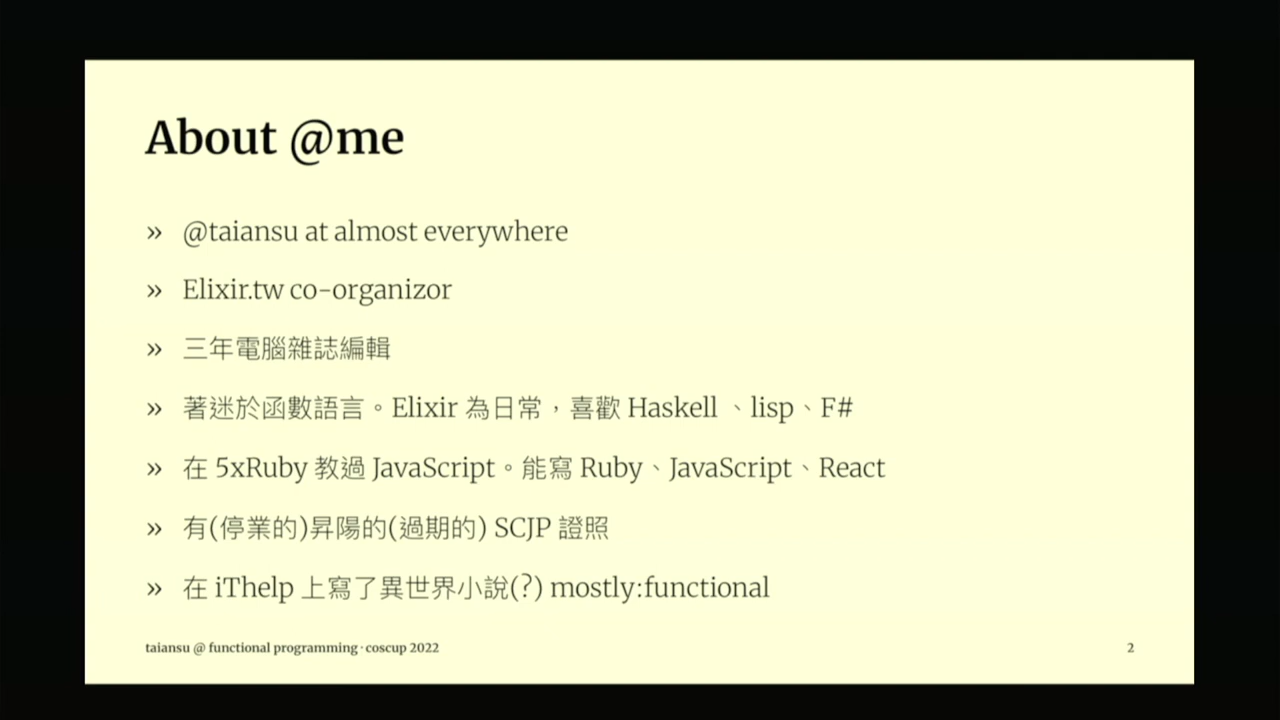 About @me
» @taiansu at almost everywhere
» Elixir.tw co-organizor
» 三年電腦雜誌編輯
» 著迷於函數語言。Elixir 為日常，喜歡 Haskell 、lisp、F#
» 在 5xRuby 教過 JavaScript。能寫 Ruby、JavaScript、React
» 有(停業的)昇陽的(過期的) SCJP 證照
» 在 iThelp 上寫了異世界小說(?) mostly:functional
taiansu @ functional programming · coscup 2022
2